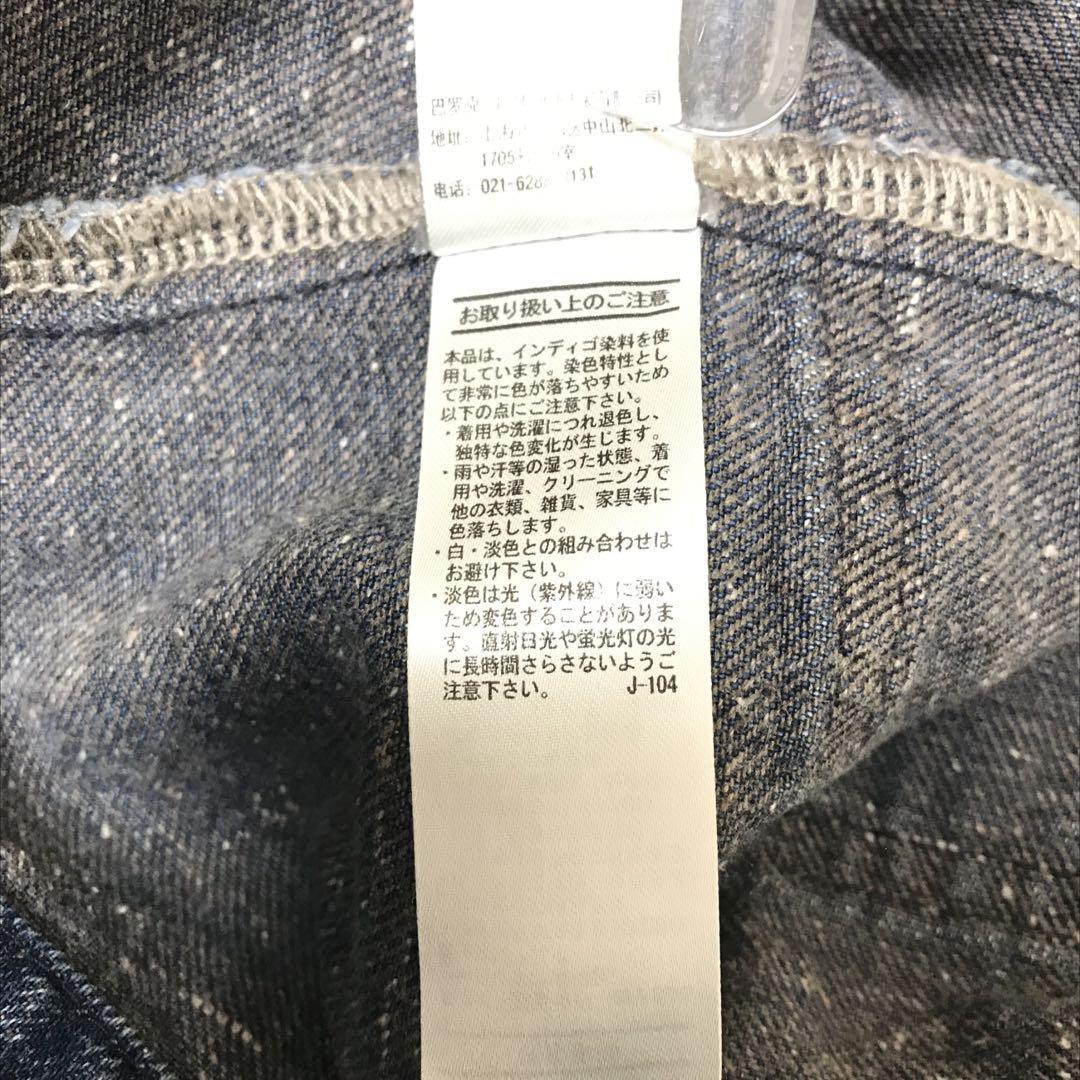 巴罗克
地址:
中山北二
1705
室
电话: 021-628
131
お取り扱い上のご注意
本品は、インディゴ染料を使
用しています。染色特性とし
て非常に色が落ちやすいため
以下の点にご注意下さい。
・着用や洗濯につれ退色し、
独特な色変化が生じます。
・雨や汗等の湿った状態、着
用や洗濯、クリーニングで
他の衣類、雑貨、家具等に
色落ちします。
・白・淡色との組み合わせは
お避け下さい。
・淡色は光（紫外線）に弱い
ため変色することがありま
す。直射日光や蛍光灯の光
に長時間さらさないようご
注意下さい。 J-104